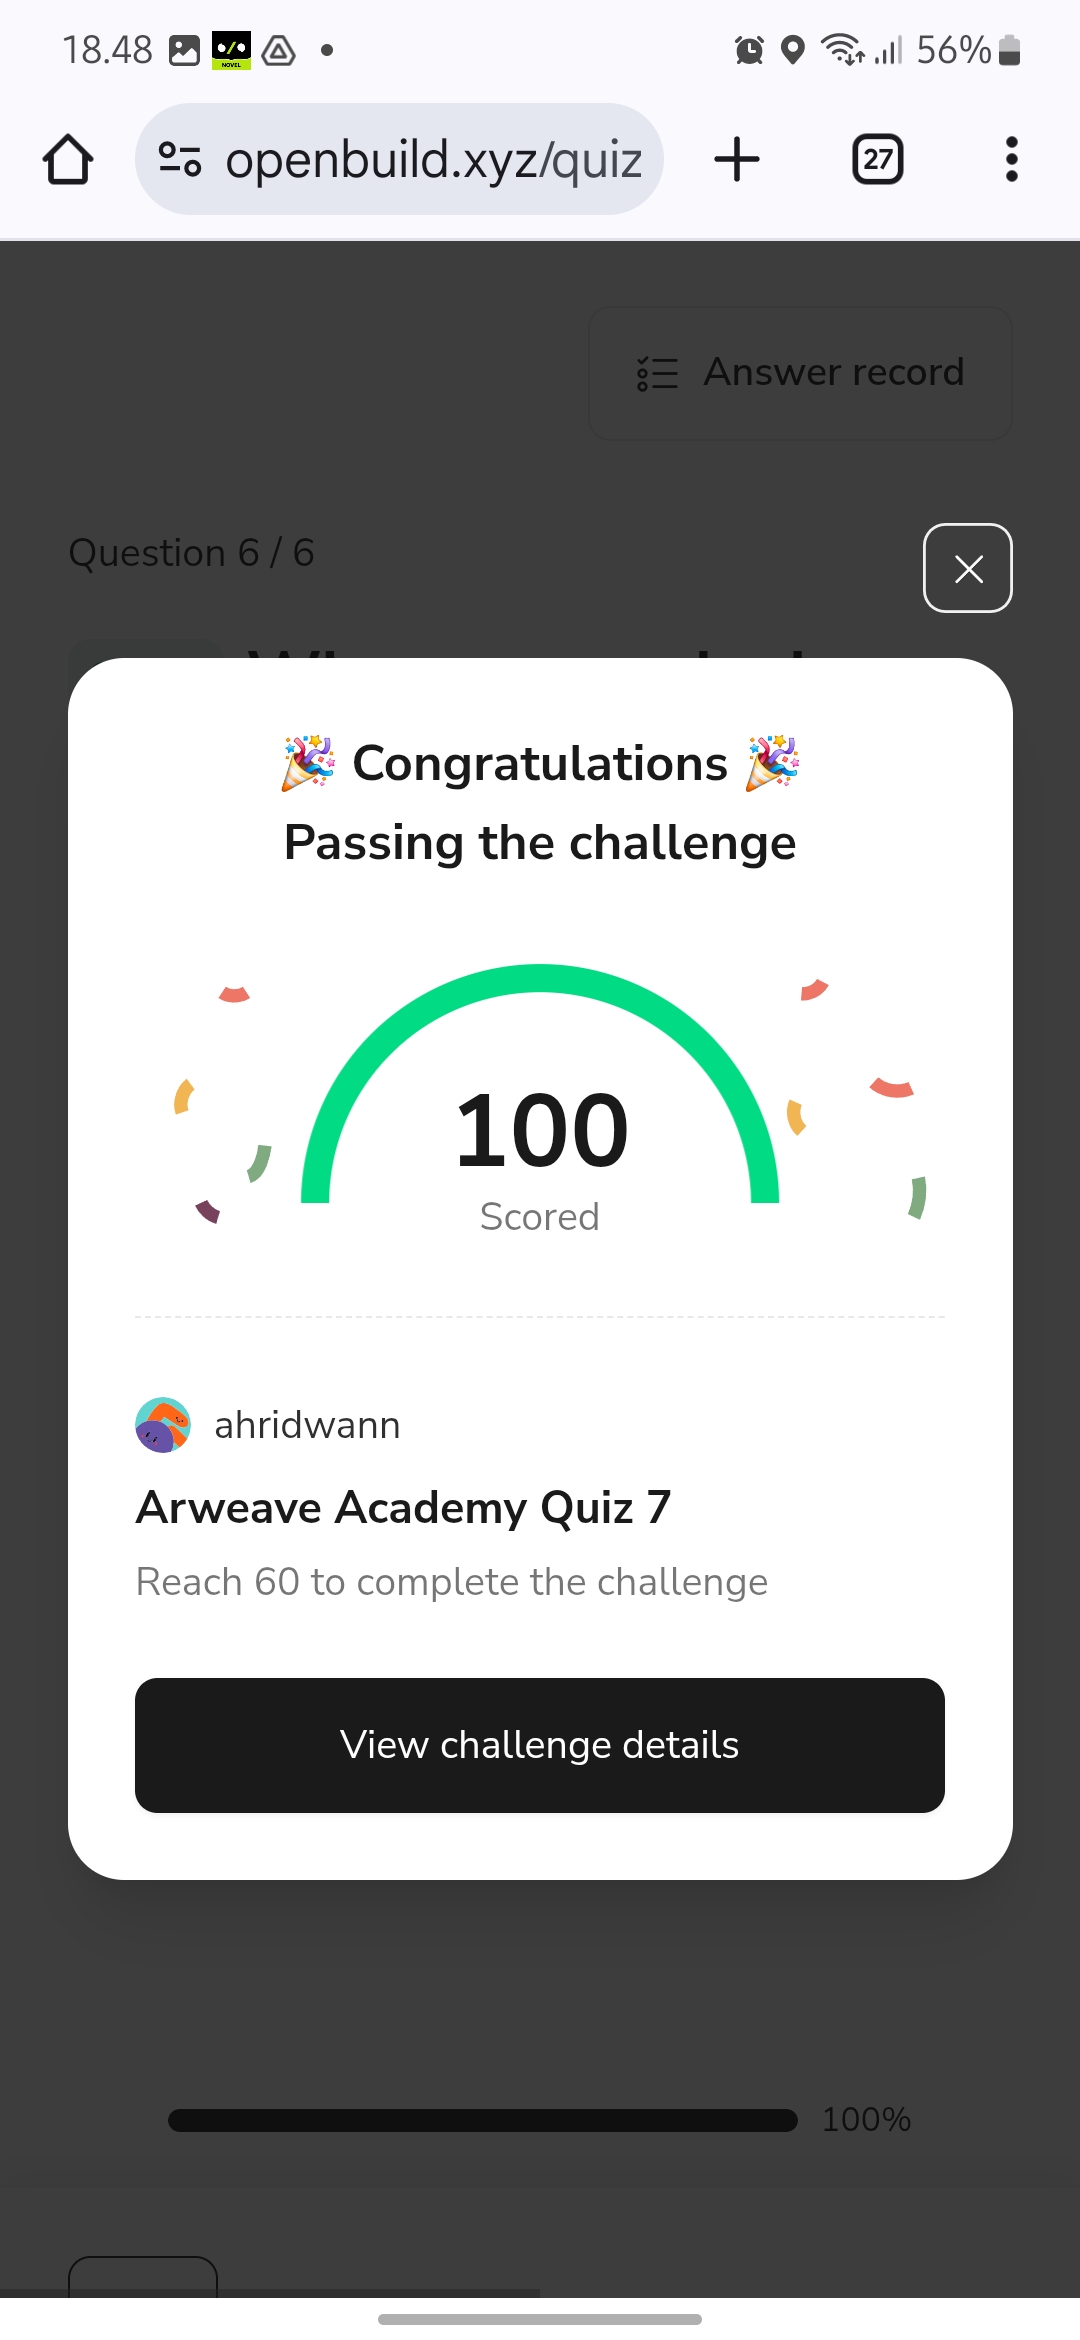 18.48
NOVEL
56%
openbuild.xyz/quiz
27
Answer record
Question 6 / 6
🎉 Congratulations 🎉
Passing the challenge
100
Scored
ahridwann
Arweave Academy Quiz 7
Reach 60 to complete the challenge
View challenge details
100%